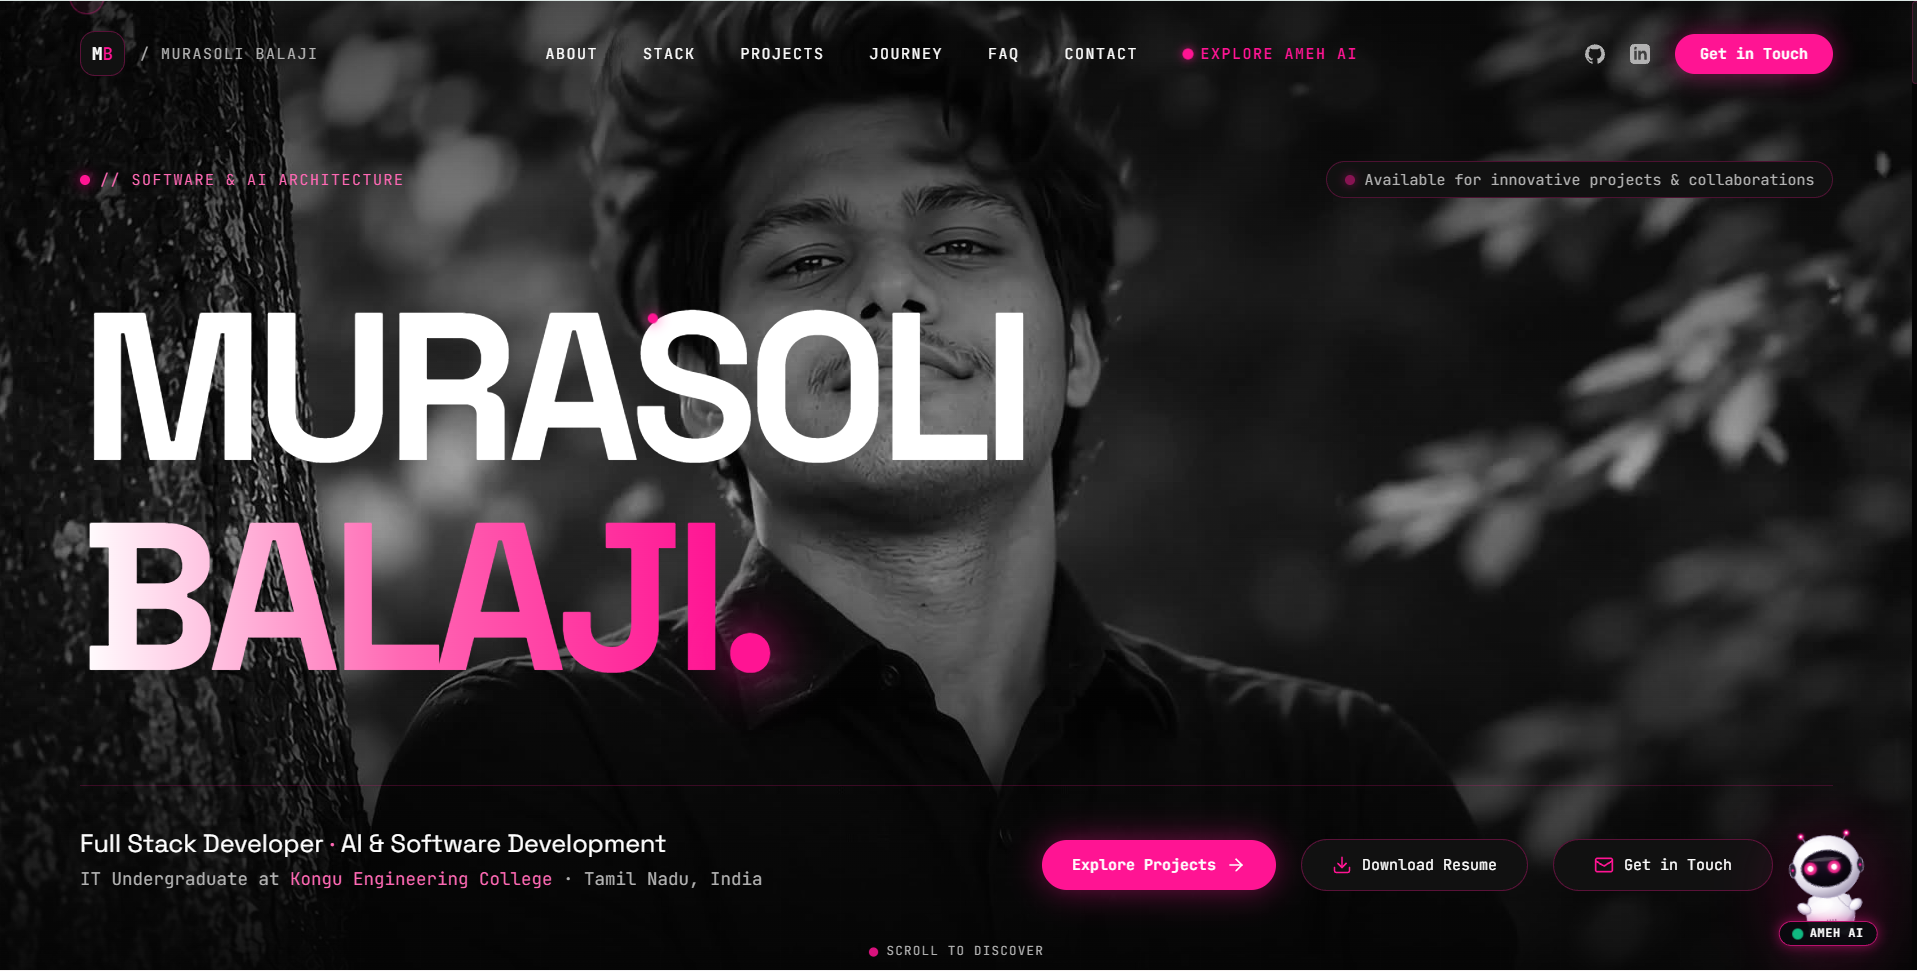 MB / MURASOLI BALAJI ABOUT STACK PROJECTS JOURNEY FAQ CONTACT EXPLORE AMEH AI Get in Touch
// SOFTWARE & AI ARCHITECTURE
Available for innovative projects & collaborations
MURASOLI
BALAJI.
Full Stack Developer · AI & Software Development
IT Undergraduate at Kongu Engineering College · Tamil Nadu, India
Explore Projects → Download Resume Get in Touch
AMEH AI
SCROLL TO DISCOVER